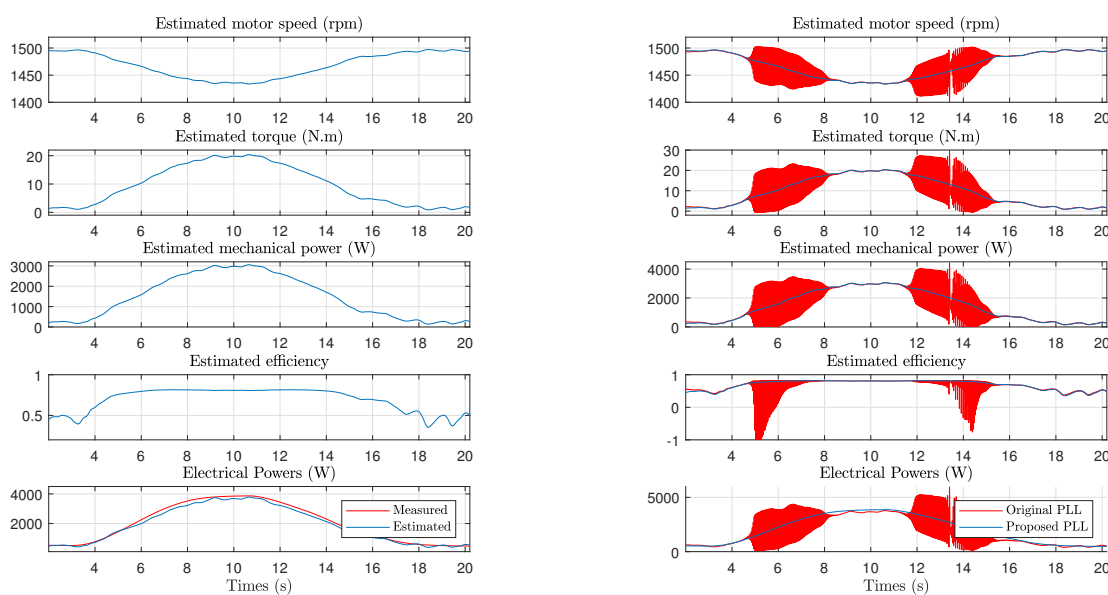 Estimated motor speed (rpm)
1500
1450
1400
4 6 8 10 12 14 16 18 20
Estimated torque (N.m)
20
10
0
4 6 8 10 12 14 16 18 20
Estimated mechanical power (W)
3000
2000
1000
0
4 6 8 10 12 14 16 18 20
Estimated efficiency
1
0.5
4 6 8 10 12 14 16 18 20
Electrical Powers (W)
4000
2000
Measured
Estimated
4 6 8 10 12 14 16 18 20
Times (s)
Estimated motor speed (rpm)
1500
1450
1400
4 6 8 10 12 14 16 18 20
Estimated torque (N.m)
30
20
10
0
4 6 8 10 12 14 16 18 20
Estimated mechanical power (W)
4000
2000
0
4 6 8 10 12 14 16 18 20
Estimated efficiency
1
0
-1
4 6 8 10 12 14 16 18 20
Electrical Powers (W)
5000
0
Original PLL
Proposed PLL
4 6 8 10 12 14 16 18 20
Times (s)